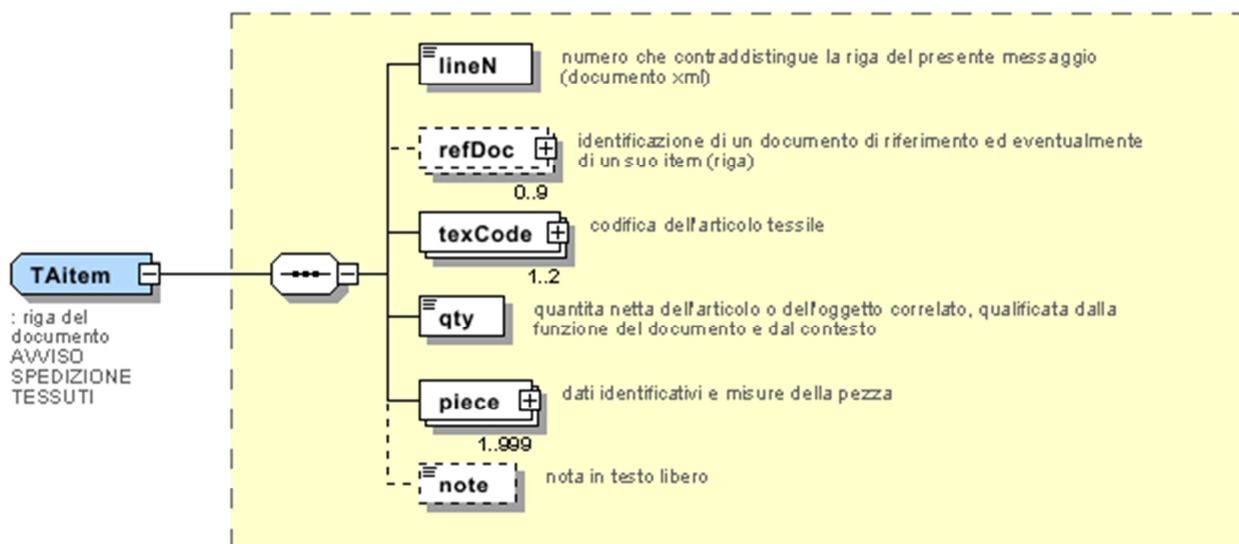 lineN
numero che contraddistingue la riga del presente messaggio
(documento xml)
refDoc
identificazione di un documento di riferimento ed eventualmente
di un suo item (riga)
0..9
texCode
codifica dell'articolo tessile
1..2
TAitem
: riga del
documento
AVVISO
SPEDIZIONE
TESSUTI
qty
quantita netta dell'articolo o dell'oggetto correlato, qualificata dalla
funzione del documento e dal contesto
piece
dati identificativi e misure della pezza
1..999
note
nota in testo libero